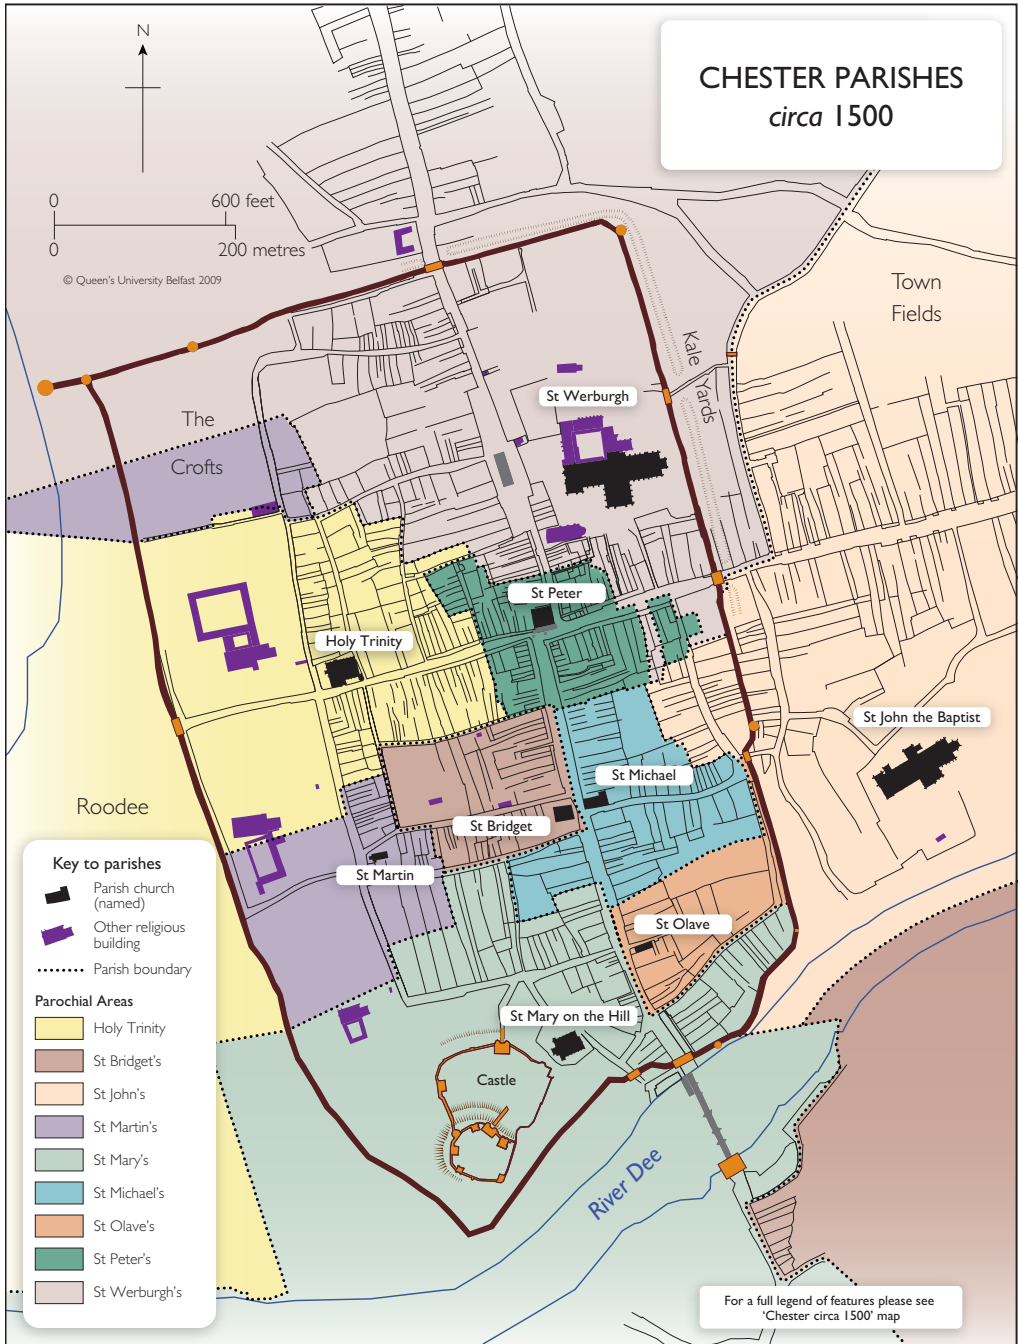 N
CHESTER PARISHES
circa 1500
0 600 feet
0 200 metres
© Queen's University Belfast 2009
Town
Fields
Kale Yards
St Werburgh
The
Crofts
St Peter
Holy Trinity
St John the Baptist
St Michael
Roodee
St Bridget
St Martin
St Olave
St Mary on the Hill
Castle
River Dee
Key to parishes
Parish church
(named)
Other religious
building
Parish boundary
Parochial Areas
Holy Trinity
St Bridget's
St John's
St Martin's
St Mary's
St Michael's
St Olave's
St Peter's
St Werburgh's
For a full legend of features please see
'Chester circa 1500' map